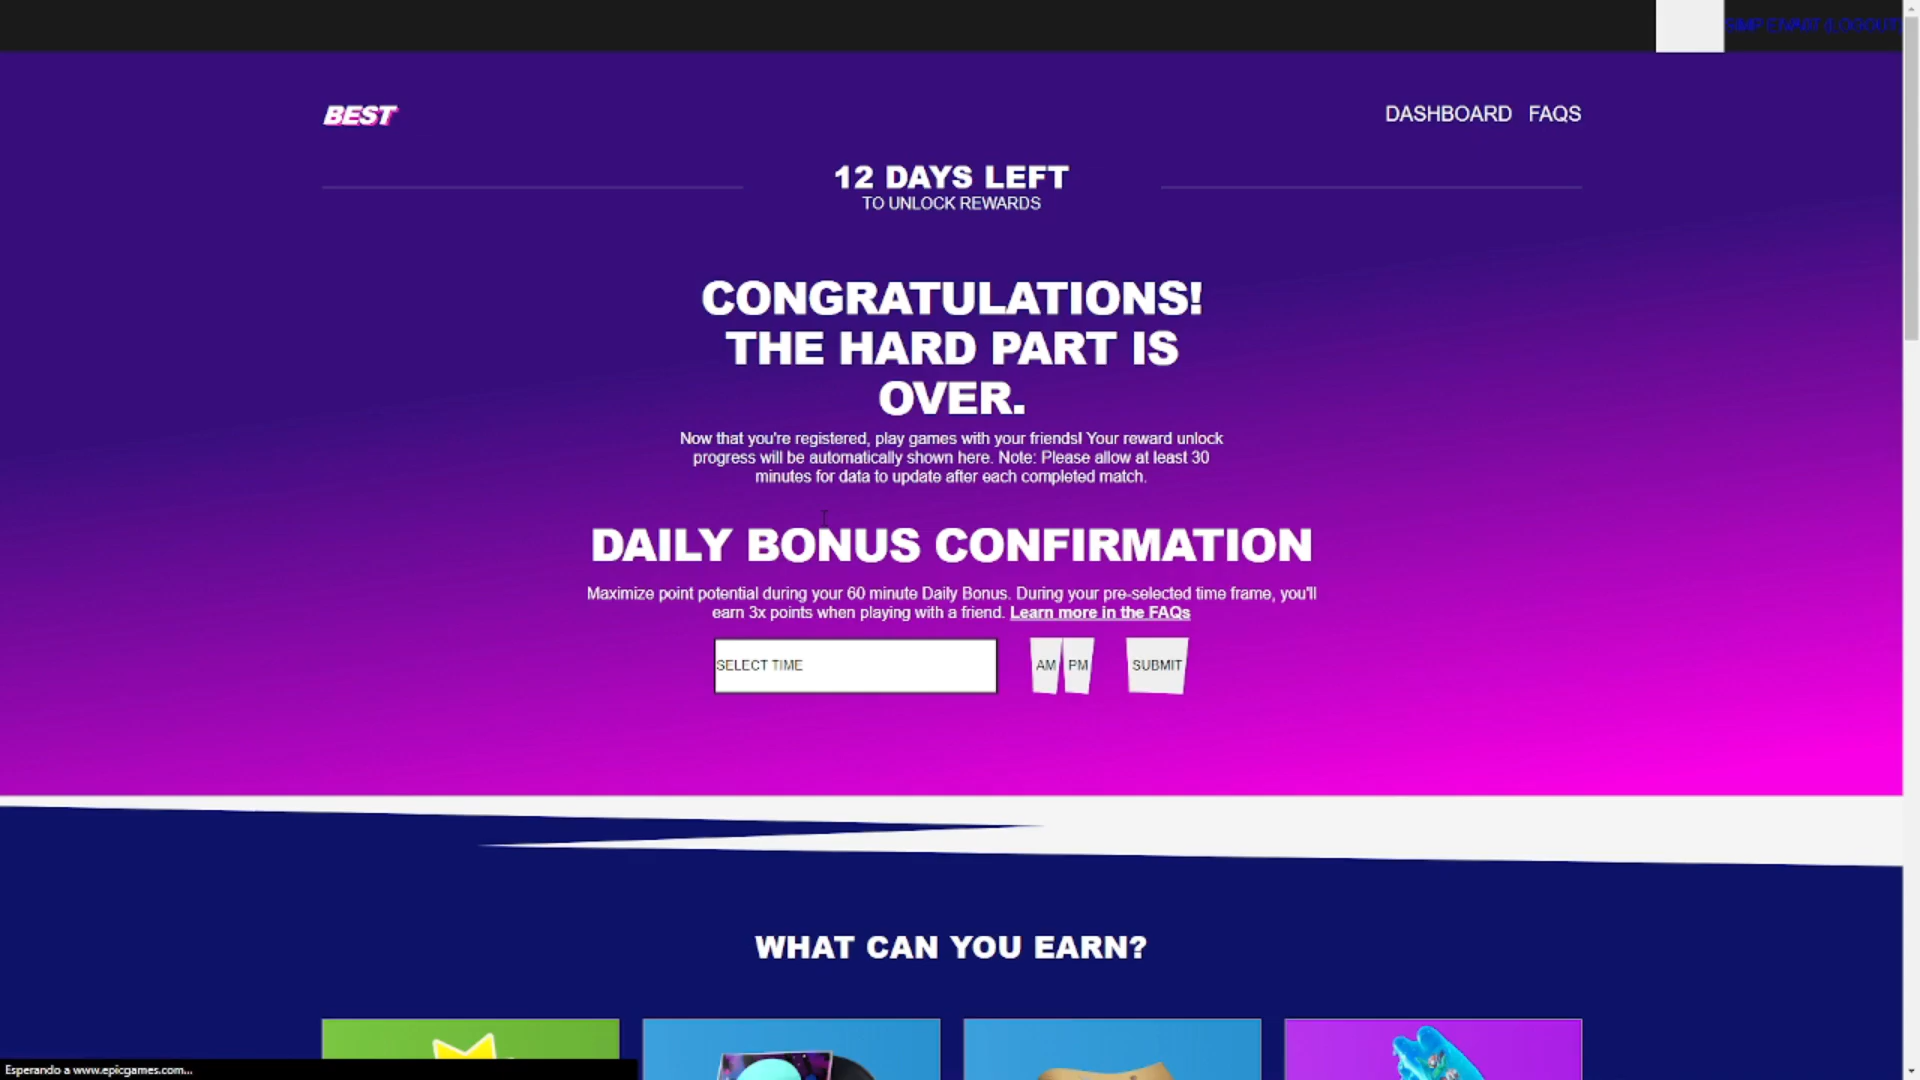 (LOGOUT)
BEST
DASHBOARD FAQS
12 DAYS LEFT
TO UNLOCK REWARDS
CONGRATULATIONS!
THE HARD PART IS
OVER.
Now that you're registered, play games with your friends! Your reward unlock
progress will be automatically shown here. Note: Please allow at least 30
minutes for data to update after each completed match.
DAILY BONUS CONFIRMATION
Maximize point potential during your 60 minute Daily Bonus. During your pre-selected time frame, you'll
earn 3x points when playing with a friend. Learn more in the FAQs
SELECT TIME AM PM SUBMIT
WHAT CAN YOU EARN?
Esperando a www.epicgames.com...